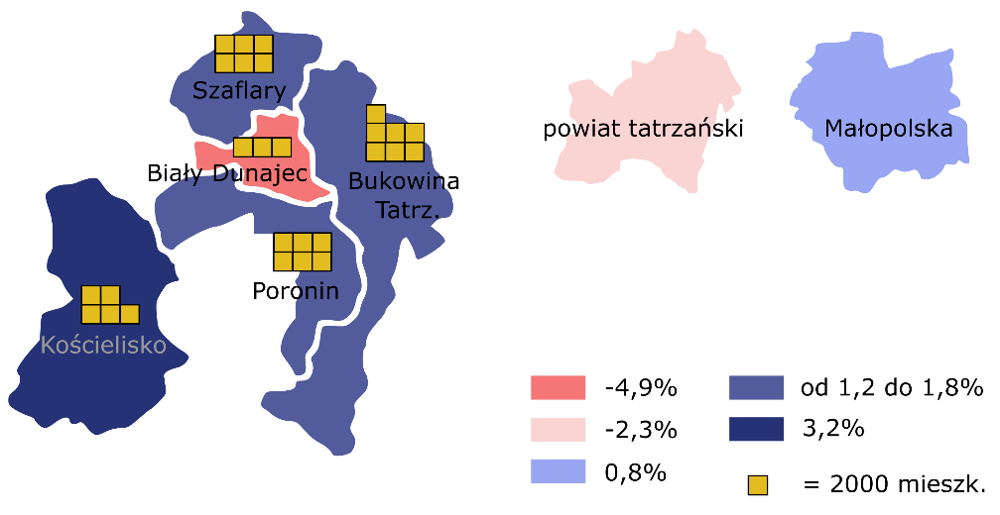 Szaflary
Biały Dunajec
Bukowina
Tatrz.
Poronin
Kościelisko
powiat tatrzański
Małopolska
-4,9%
-2,3%
0,8%
od 1,2 do 1,8%
3,2%
= 2000 mieszk.